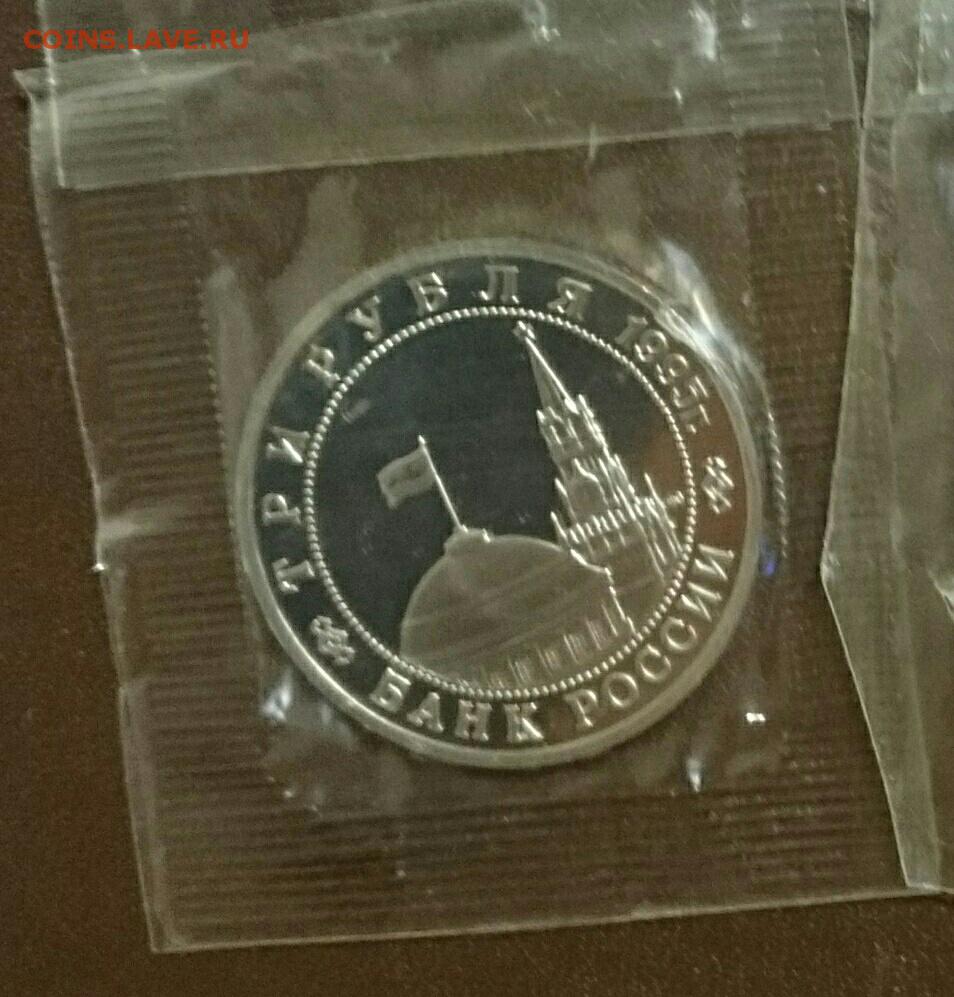 COINS.LAVE.RU
ТРИ РУБЛЯ 1995г.
БАНК РОССИИ